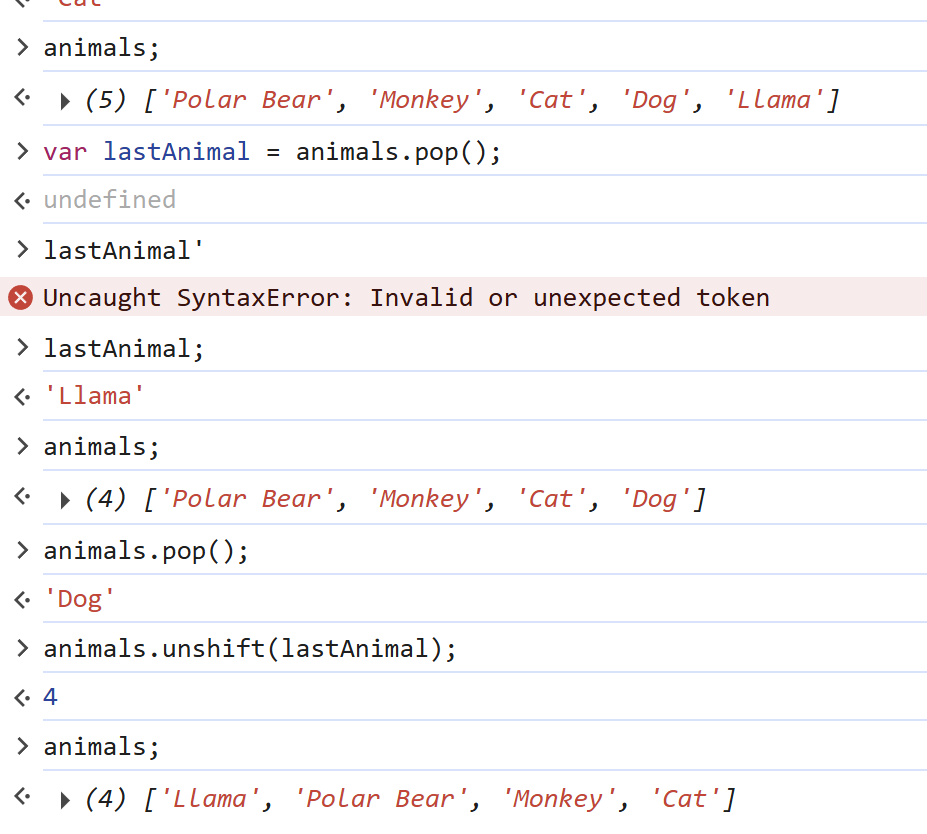 'Cat'
animals;
(5) ['Polar Bear', 'Monkey', 'Cat', 'Dog', 'Llama']
var lastAnimal = animals.pop();
undefined
lastAnimal'
Uncaught SyntaxError: Invalid or unexpected token
lastAnimal;
'Llama'
animals;
(4) ['Polar Bear', 'Monkey', 'Cat', 'Dog']
animals.pop();
'Dog'
animals.unshift(lastAnimal);
4
animals;
(4) ['Llama', 'Polar Bear', 'Monkey', 'Cat']